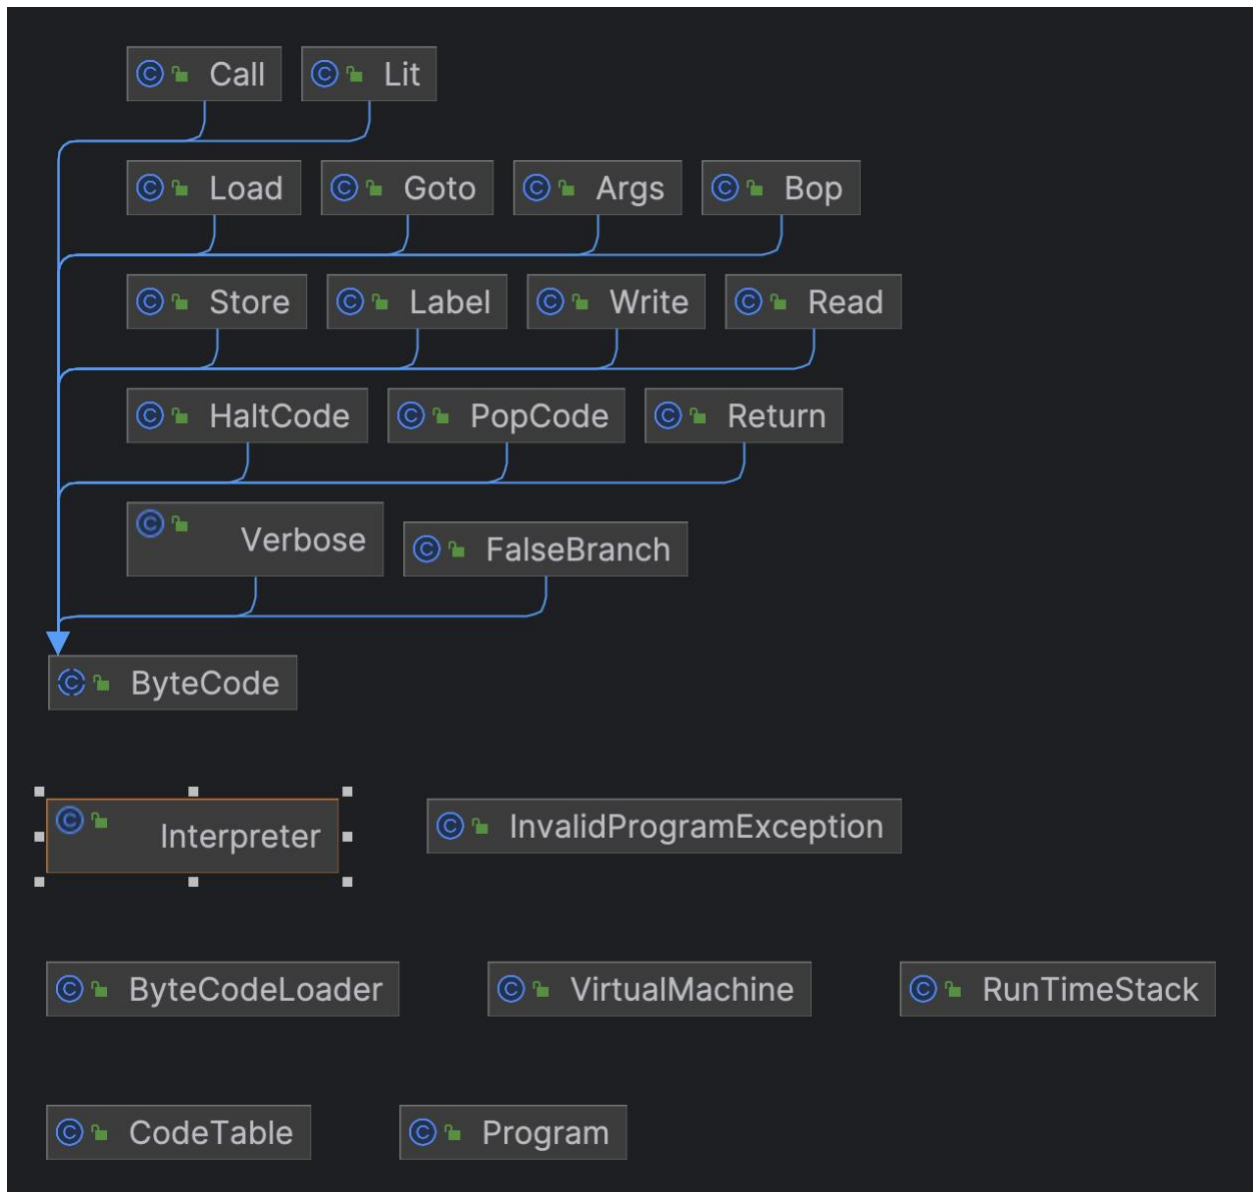 Call Lit
Load Goto Args Bop
Store Label Write Read
HaltCode PopCode Return
Verbose FalseBranch
ByteCode
Interpreter InvalidProgramException
ByteCodeLoader VirtualMachine RunTimeStack
CodeTable Program